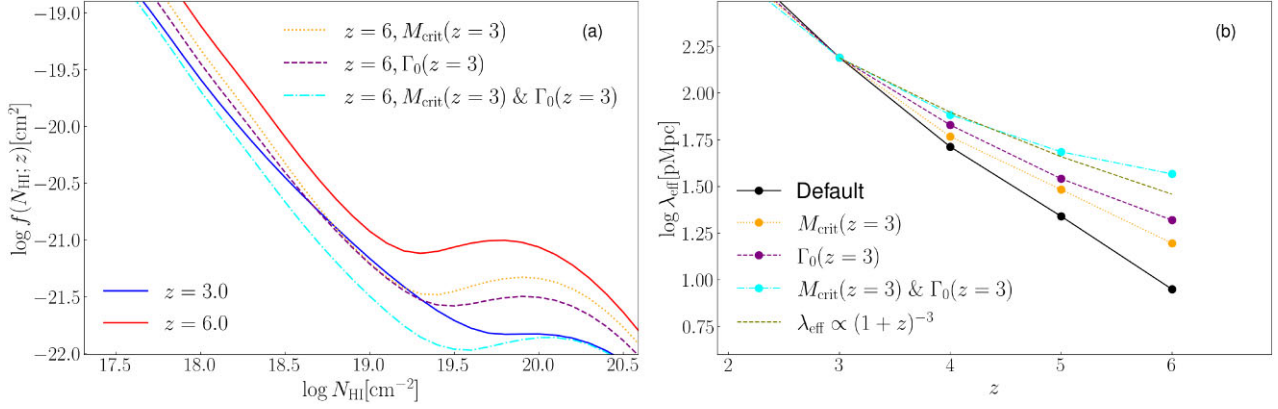 (a)
z = 6, M_crit(z = 3)
z = 6, Γ_0(z = 3)
z = 6, M_crit(z = 3) & Γ_0(z = 3)
z = 3.0
z = 6.0
log f(N_HI; z)[cm²]
−19.0
−19.5
−20.0
−20.5
−21.0
−21.5
−22.0
17.5 18.0 18.5 19.0 19.5 20.0 20.5
log N_HI[cm⁻²]
(b)
log λ_eff[pMpc]
2.25
2.00
1.75
1.50
1.25
1.00
0.75
Default
M_crit(z = 3)
Γ_0(z = 3)
M_crit(z = 3) & Γ_0(z = 3)
λ_eff ∝ (1 + z)⁻³
2 3 4 5 6
z